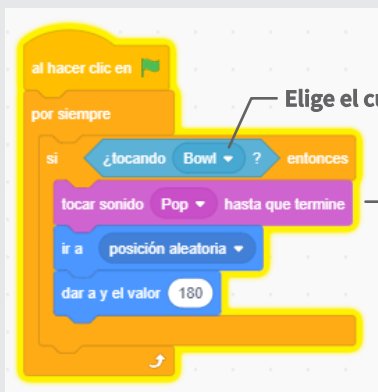 al hacer clic en
por siempre
Elige el
si ¿tocando Bowl ? entonces
tocar sonido Pop hasta que termine
ir a posición aleatoria
dar a y el valor 180